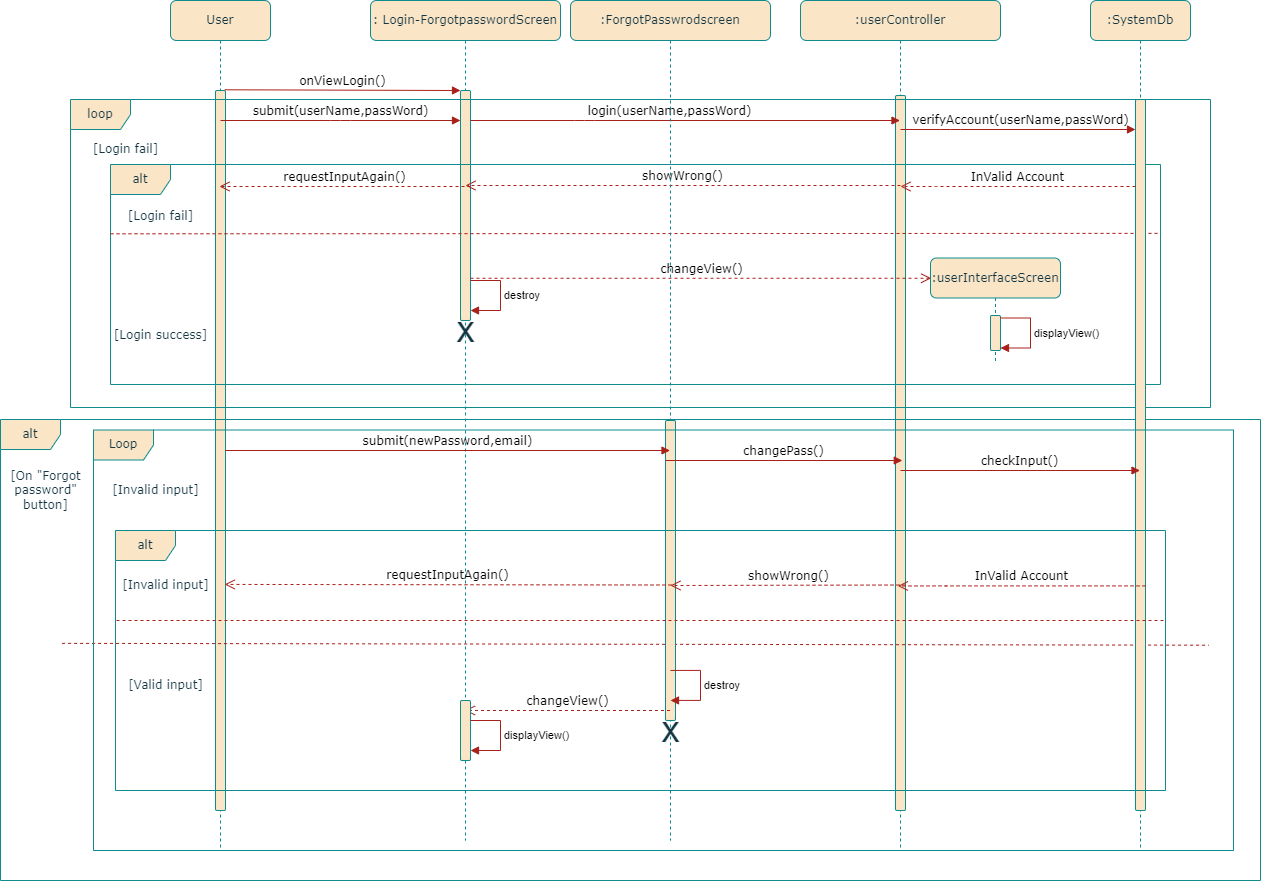 User
: Login-ForgotpasswordScreen
:ForgotPasswrodscreen
:userController
:SystemDb
onViewLogin()
loop
submit(userName,passWord)
login(userName,passWord)
verifyAccount(userName,passWord)
[Login fail]
alt
requestInputAgain()
showWrong()
InValid Account
[Login fail]
changeView()
:userInterfaceScreen
destroy
[Login success]
X
displayView()
alt
Loop
submit(newPassword,email)
changePass()
checkInput()
[On "Forgot
password"
button]
[Invalid input]
alt
[Invalid input]
requestInputAgain()
showWrong()
InValid Account
[Valid input]
destroy
changeView()
X
displayView()